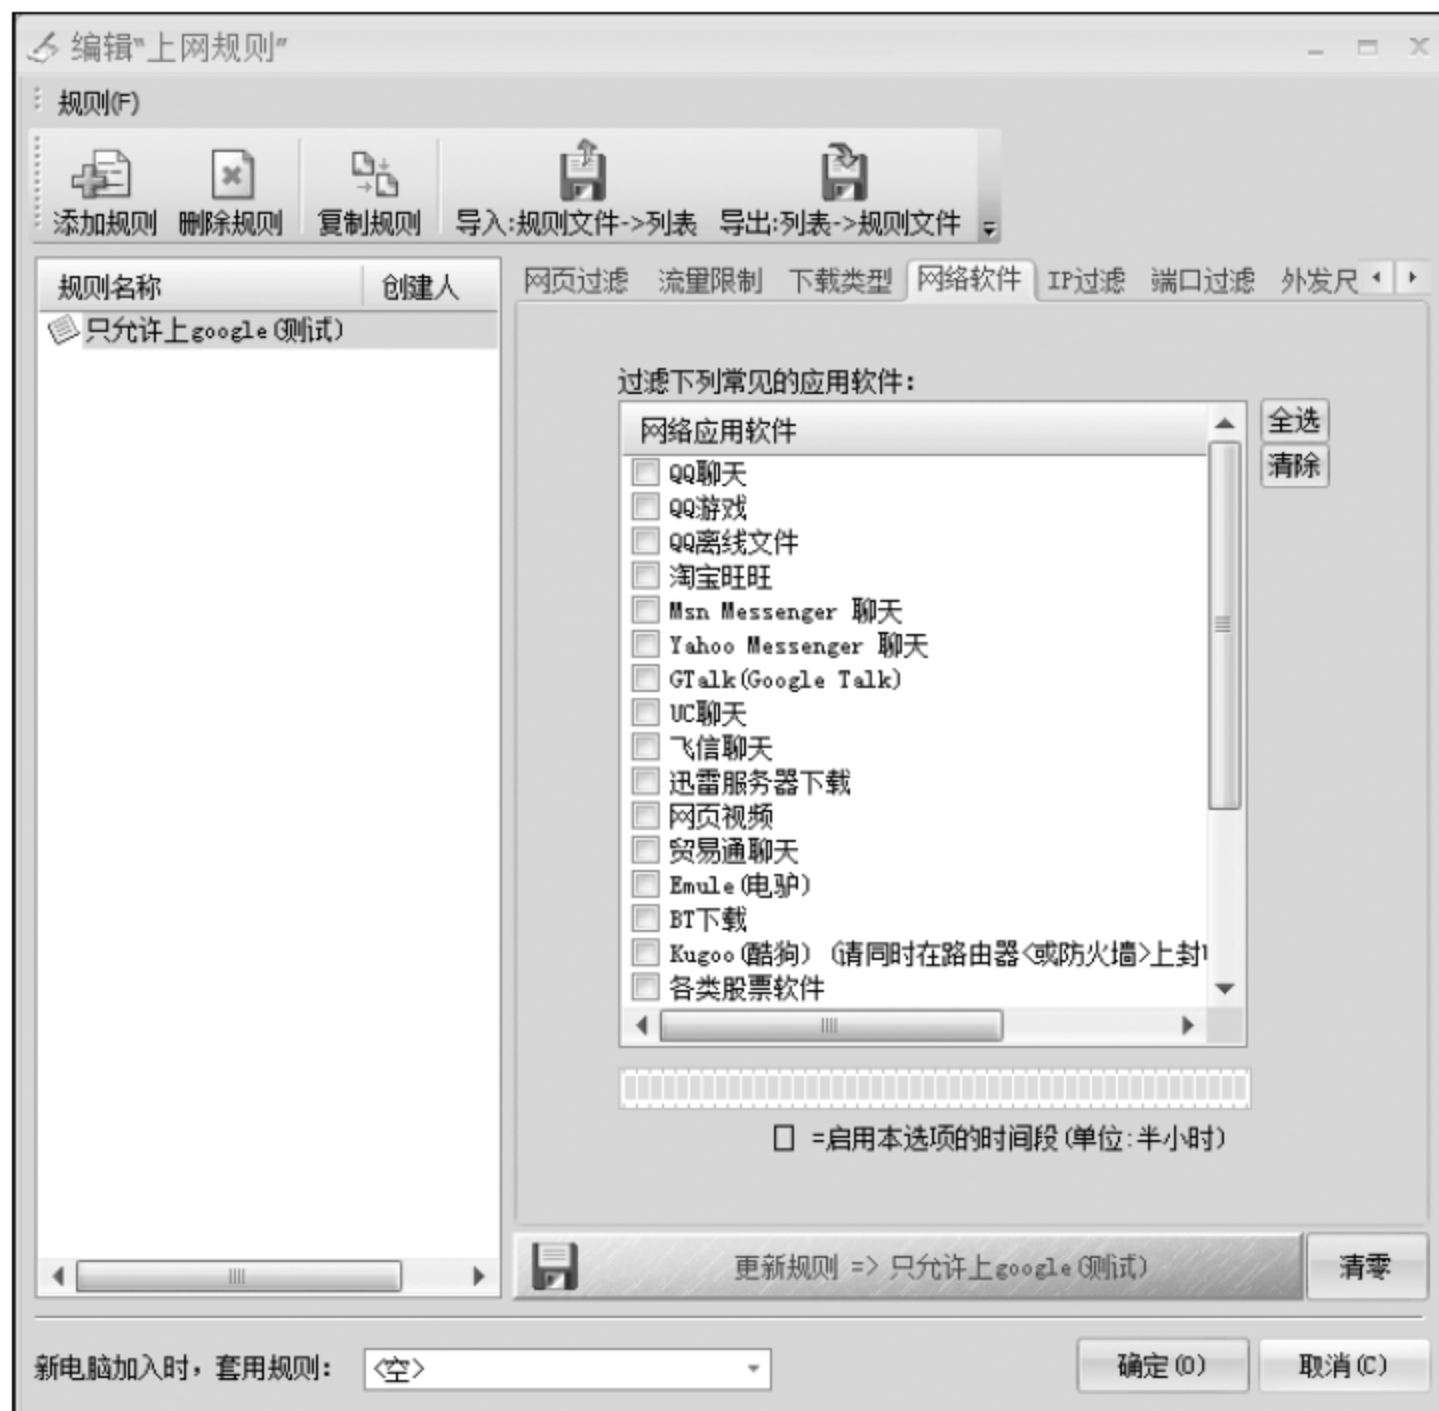 编辑"上网规则"
规则(F)
添加规则 删除规则 复制规则 导入:规则文件->列表 导出:列表->规则文件
规则名称 创建人
只允许上google(测试)
网页过滤 流量限制 下载类型 网络软件 IP过滤 端口过滤 外发尺
过滤下列常见的应用软件:
网络应用软件
全选
清除
QQ聊天
QQ游戏
QQ离线文件
淘宝旺旺
Msn Messenger 聊天
Yahoo Messenger 聊天
GTalk(Google Talk)
UC聊天
飞信聊天
迅雷服务器下载
网页视频
贸易通聊天
Emule(电驴)
BT下载
Kugoo(酷狗) (请同时在路由器<或防火墙>上封
各类股票软件
=启用本选项的时间段(单位:半小时)
更新规则 => 只允许上google(测试)
清零
新电脑加入时，套用规则: <空>
确定(O) 取消(C)